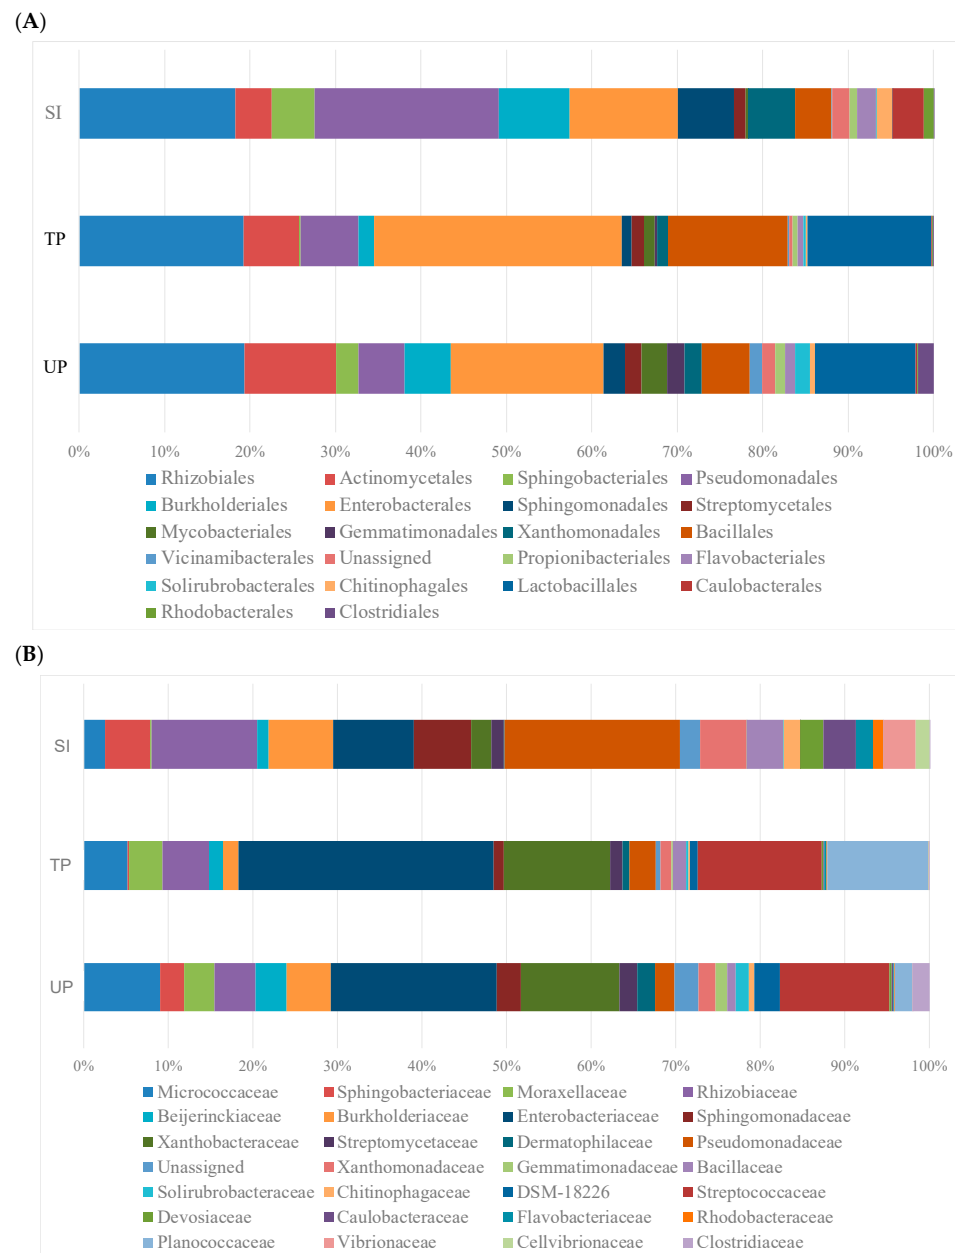 (A)
SI
TP
UP
0% 10% 20% 30% 40% 50% 60% 70% 80% 90% 100%
Rhizobiales Actinomycetales Sphingobacteriales Pseudomonadales
Burkholderiales Enterobacterales Sphingomonadales Streptomycetales
Mycobacteriales Gemmatimonadales Xanthomonadales Bacillales
Vicinamibacterales Unassigned Propionibacteriales Flavobacteriales
Solirubrobacterales Chitinophagales Lactobacillales Caulobacterales
Rhodobacterales Clostridiales
(B)
SI
TP
UP
0% 10% 20% 30% 40% 50% 60% 70% 80% 90% 100%
Micrococcaceae Sphingobacteriaceae Moraxellaceae Rhizobiaceae
Beijerinckiaceae Burkholderiaceae Enterobacteriaceae Sphingomonadaceae
Xanthobacteraceae Streptomycetaceae Dermatophilaceae Pseudomonadaceae
Unassigned Xanthomonadaceae Gemmatimonadaceae Bacillaceae
Solirubrobacteraceae Chitinophagaceae DSM-18226 Streptococcaceae
Devosiaceae Caulobacteraceae Flavobacteriaceae Rhodobacteraceae
Planococcaceae Vibrionaceae Cellvibrionaceae Clostridiaceae